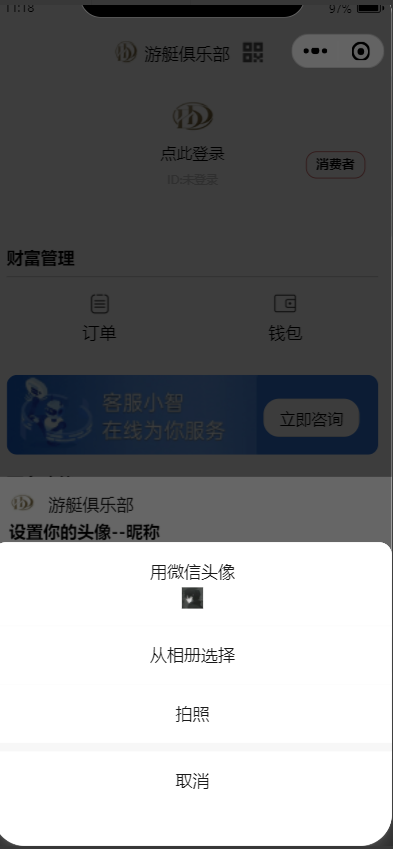 11:18
97%
游艇俱乐部
点此登录
ID:未登录
消费者
财富管理
订单
钱包
客服小智
在线为你服务
立即咨询
游艇俱乐部
设置你的头像--昵称
用微信头像
从相册选择
拍照
取消